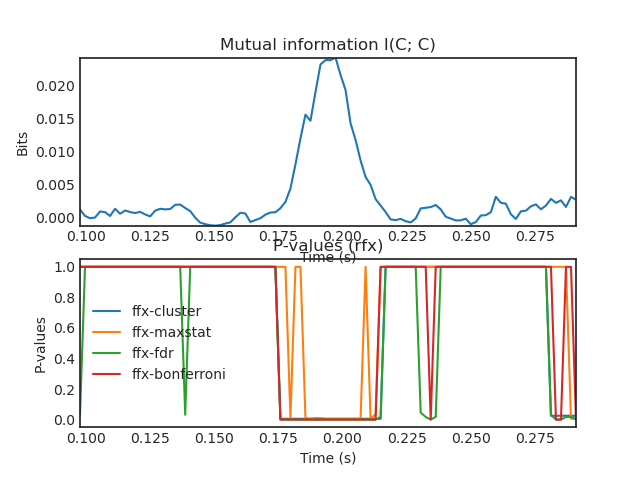 Mutual information I(C; C)
0.020
0.015
0.010
0.005
0.000
Bits
0.100 0.125 0.150 0.175 0.200 0.225 0.250 0.275
Time (s)
P-values (rfx)
1.0
0.8
0.6
0.4
0.2
0.0
P-values
ffx-cluster
ffx-maxstat
ffx-fdr
ffx-bonferroni
0.100 0.125 0.150 0.175 0.200 0.225 0.250 0.275
Time (s)